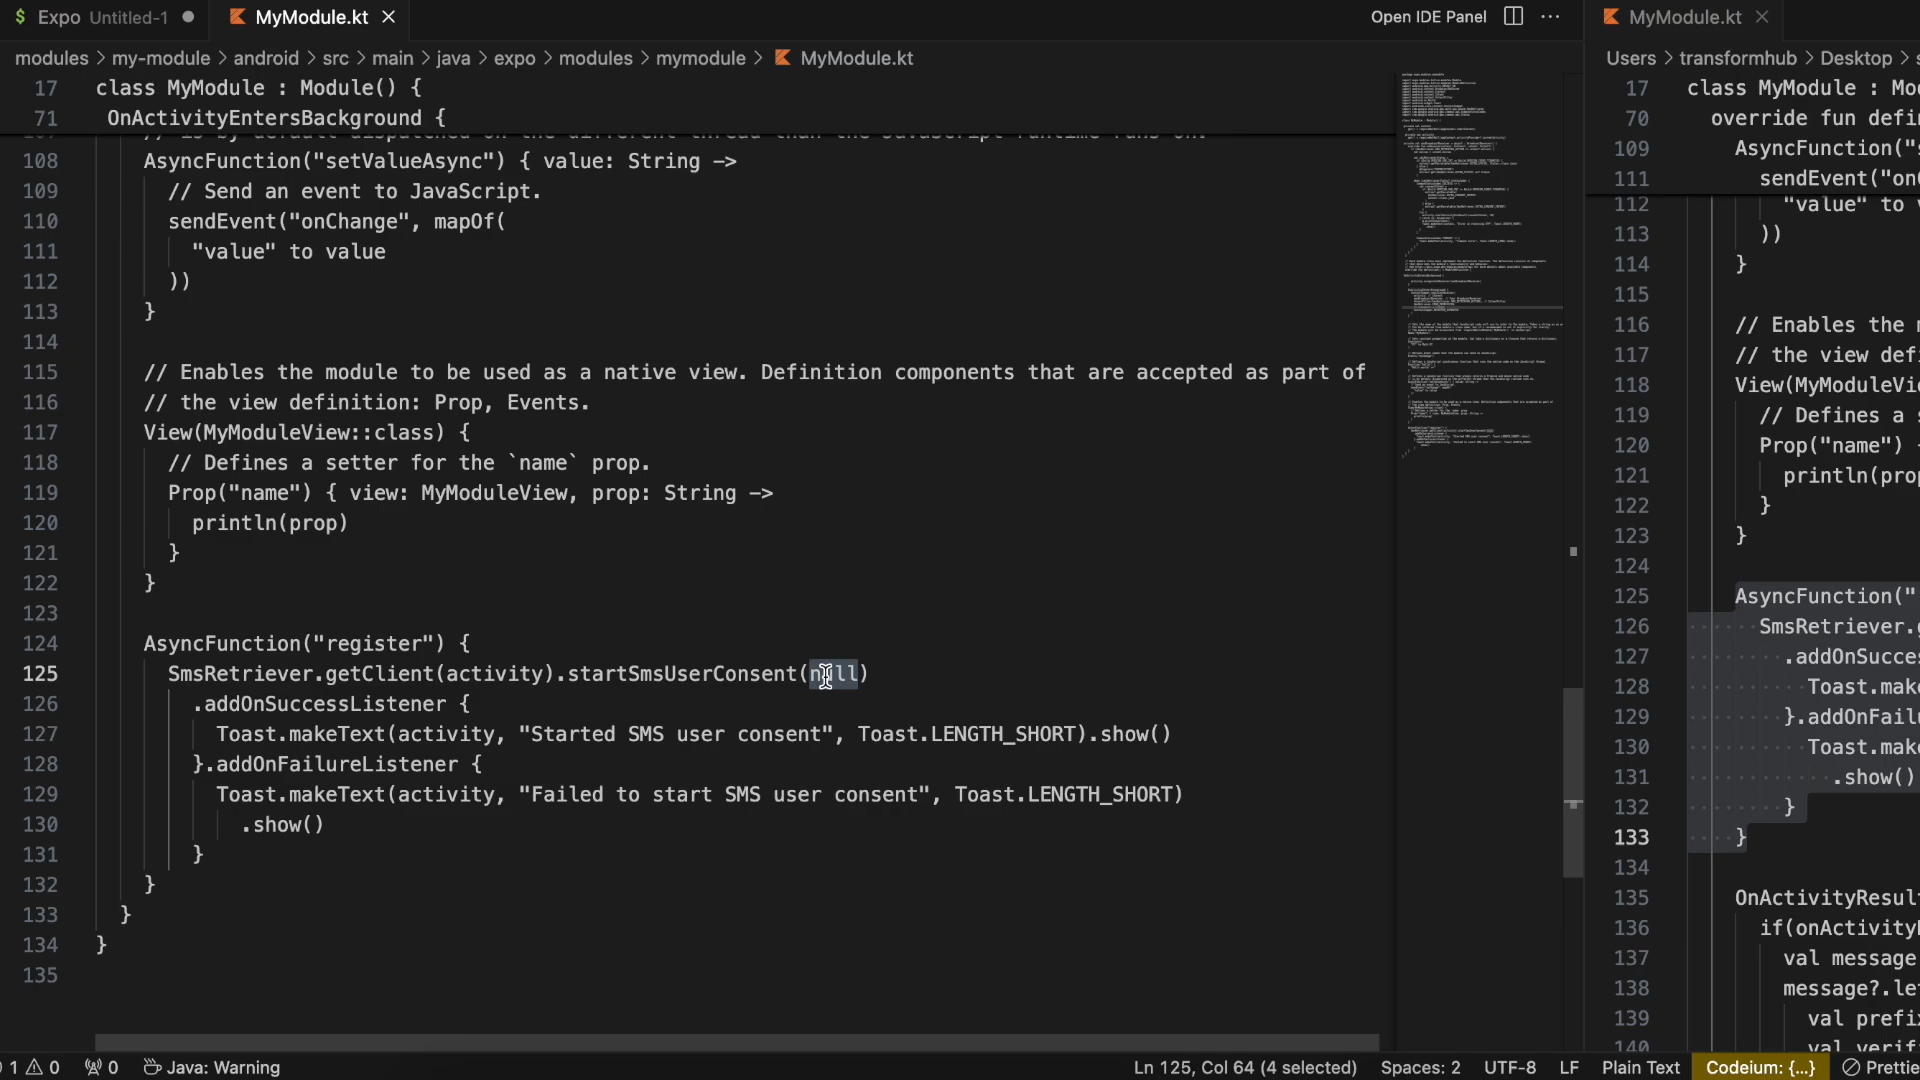 $ Expo Untitled-1
MyModule.kt
Open IDE Panel
MyModule.kt
modules > my-module > android > src > main > java > expo > modules > mymodule > MyModule.kt
17 class MyModule : Module() {
71 OnActivityEntersBackground {
108 AsyncFunction("setValueAsync") { value: String ->
109 // Send an event to JavaScript.
110 sendEvent("onChange", mapOf(
111 "value" to value
112 ))
113 }
114
115 // Enables the module to be used as a native view. Definition components that are accepted as part of
116 // the view definition: Prop, Events.
117 View(MyModuleView::class) {
118 // Defines a setter for the `name` prop.
119 Prop("name") { view: MyModuleView, prop: String ->
120 println(prop)
121 }
122 }
123
124 AsyncFunction("register") {
125 SmsRetriever.getClient(activity).startSmsUserConsent(null)
126 .addOnSuccessListener {
127 Toast.makeText(activity, "Started SMS user consent", Toast.LENGTH_SHORT).show()
128 }.addOnFailureListener {
129 Toast.makeText(activity, "Failed to start SMS user consent", Toast.LENGTH_SHORT)
130 .show()
131 }
132 }
133 }
134 }
135
Users > transformhub > Desktop >
17 class MyModule : Mo
70 override fun defi
109 AsyncFunction("s
111 sendEvent("on
112 "value" to
113 ))
114 }
115
116 // Enables the
117 // the view def
118 View(MyModuleVi
119 // Defines a
120 Prop("name")
121 println(prop
122 }
123 }
124
125 AsyncFunction("
126 SmsRetriever.
127 .addOnSucces
128 Toast.make
129 }.addOnFail
130 Toast.make
131 .show()
132 }
133 }
134
135 OnActivityResult
136 if(onActivity
137 val message
138 message?.le
139 val prefix
140 val verif
1 0 0 Java: Warning Ln 125, Col 64 (4 selected) Spaces: 2 UTF-8 LF Plain Text Codeium: {...} Prettie